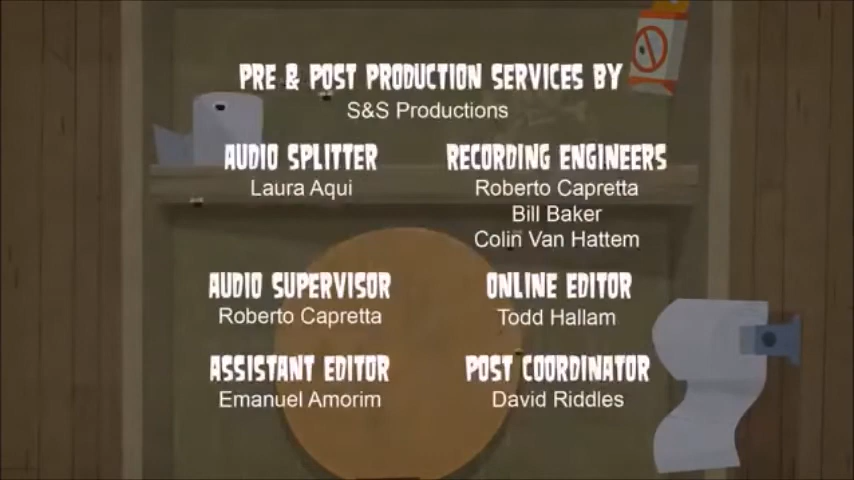 PRE & POST PRODUCTION SERVICES BY
S&S Productions
AUDIO SPLITTER
Laura Aqui
RECORDING ENGINEERS
Roberto Capretta
Bill Baker
Colin Van Hattem
AUDIO SUPERVISOR
Roberto Capretta
ONLINE EDITOR
Todd Hallam
ASSISTANT EDITOR
Emanuel Amorim
POST COORDINATOR
David Riddles